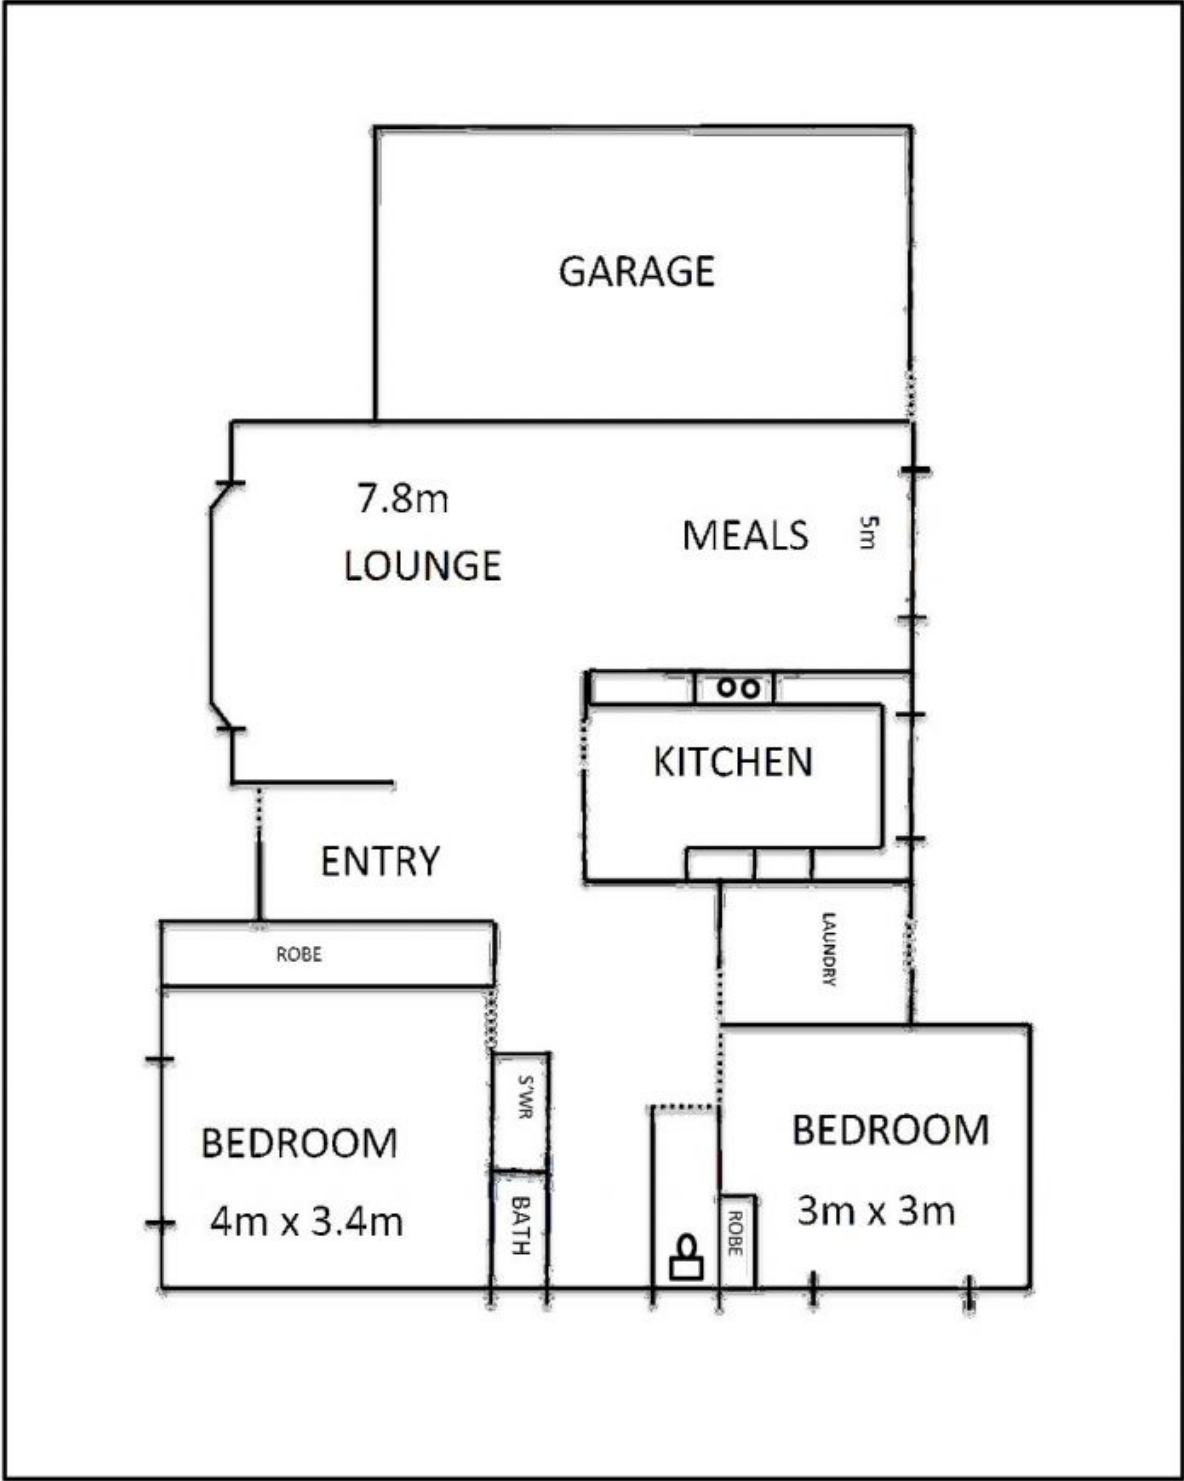 GARAGE
7.8m
LOUNGE
MEALS
5m
KITCHEN
ENTRY
ROBE
LAUNDRY
S'WR
BEDROOM
4m x 3.4m
BATH
BEDROOM
3m x 3m
ROBE